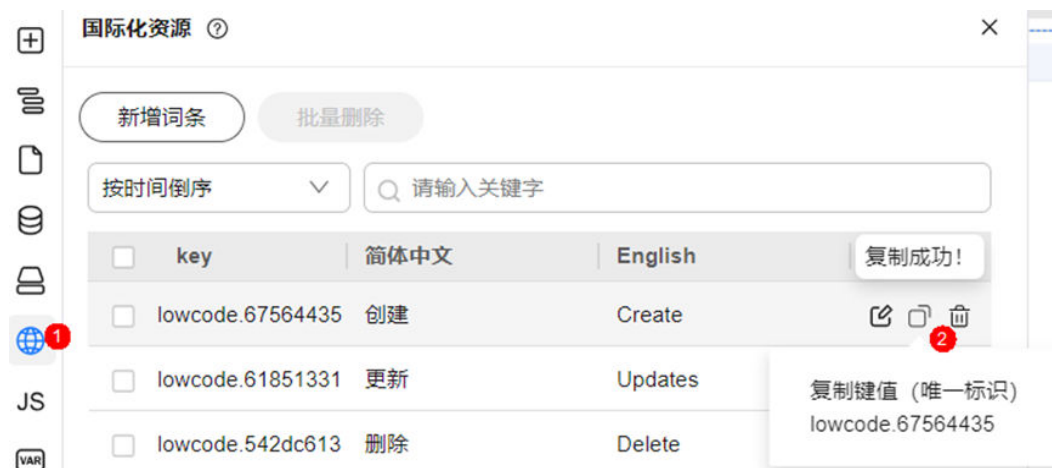 国际化资源
新增词条 批量删除
按时间倒序 请输入关键字
key 简体中文 English 复制成功！
lowcode.67564435 创建 Create
1
2
lowcode.61851331 更新 Updates
复制键值（唯一标识）
JS
lowcode.67564435
lowcode.542dc613 删除 Delete
VAR